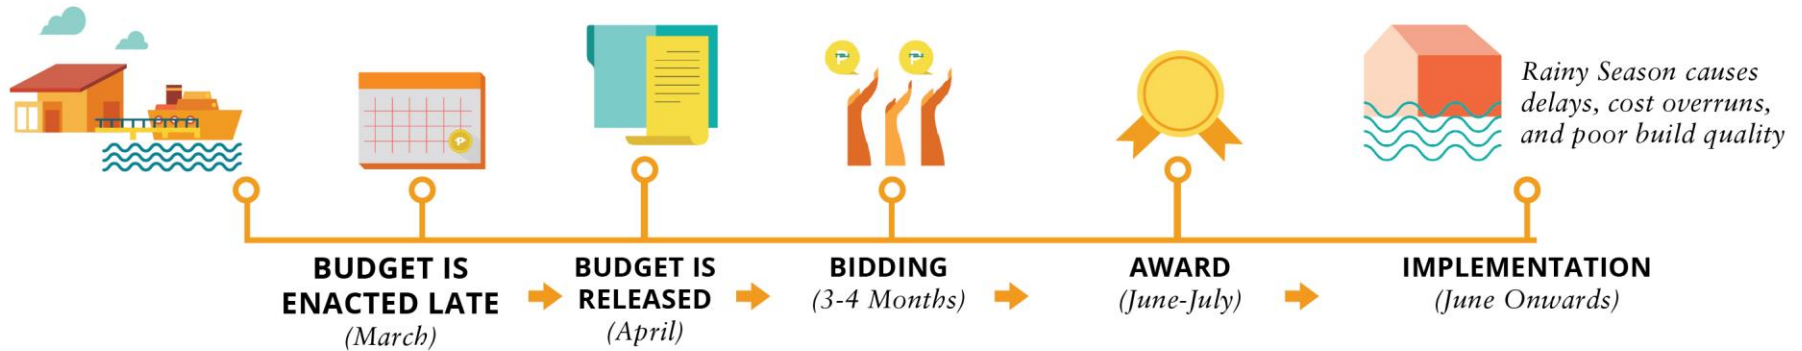 Rainy Season causes
delays, cost overruns,
and poor build quality
BUDGET IS
ENACTED LATE
(March)
BUDGET IS
RELEASED
(April)
BIDDING
(3-4 Months)
AWARD
(June-July)
IMPLEMENTATION
(June Onwards)